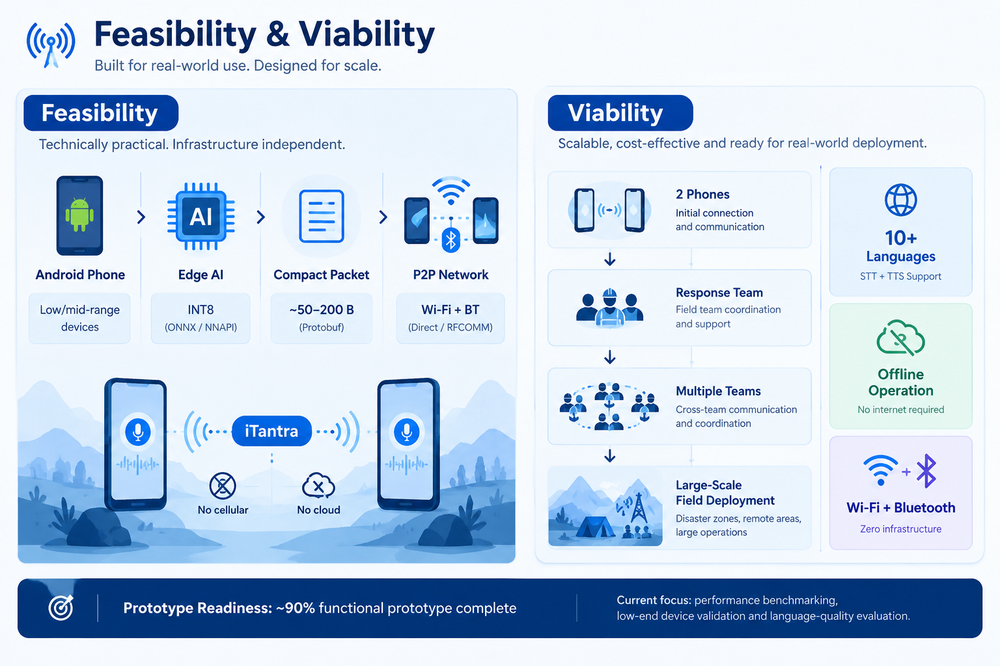 Feasibility & Viability
Built for real-world use. Designed for scale.
Feasibility
Technically practical. Infrastructure independent.
AI
Android Phone
Edge AI
Compact Packet
P2P Network
Low/mid-range
devices
INT8
(ONNX / NNAPI)
~50–200 B
(Protobuf)
Wi-Fi + BT
(Direct / RFCOMM)
iTantra
No cellular
No cloud
Viability
Scalable, cost-effective and ready for real-world deployment.
2 Phones
Initial connection
and communication
Response Team
Field team coordination
and support
Multiple Teams
Cross-team communication
and coordination
Large-Scale
Field Deployment
Disaster zones, remote areas,
large operations
10+
Languages
STT + TTS Support
Offline
Operation
No internet required
+
Wi-Fi + Bluetooth
Zero infrastructure
Prototype Readiness: ~90% functional prototype complete
Current focus: performance benchmarking,
low-end device validation and language-quality evaluation.